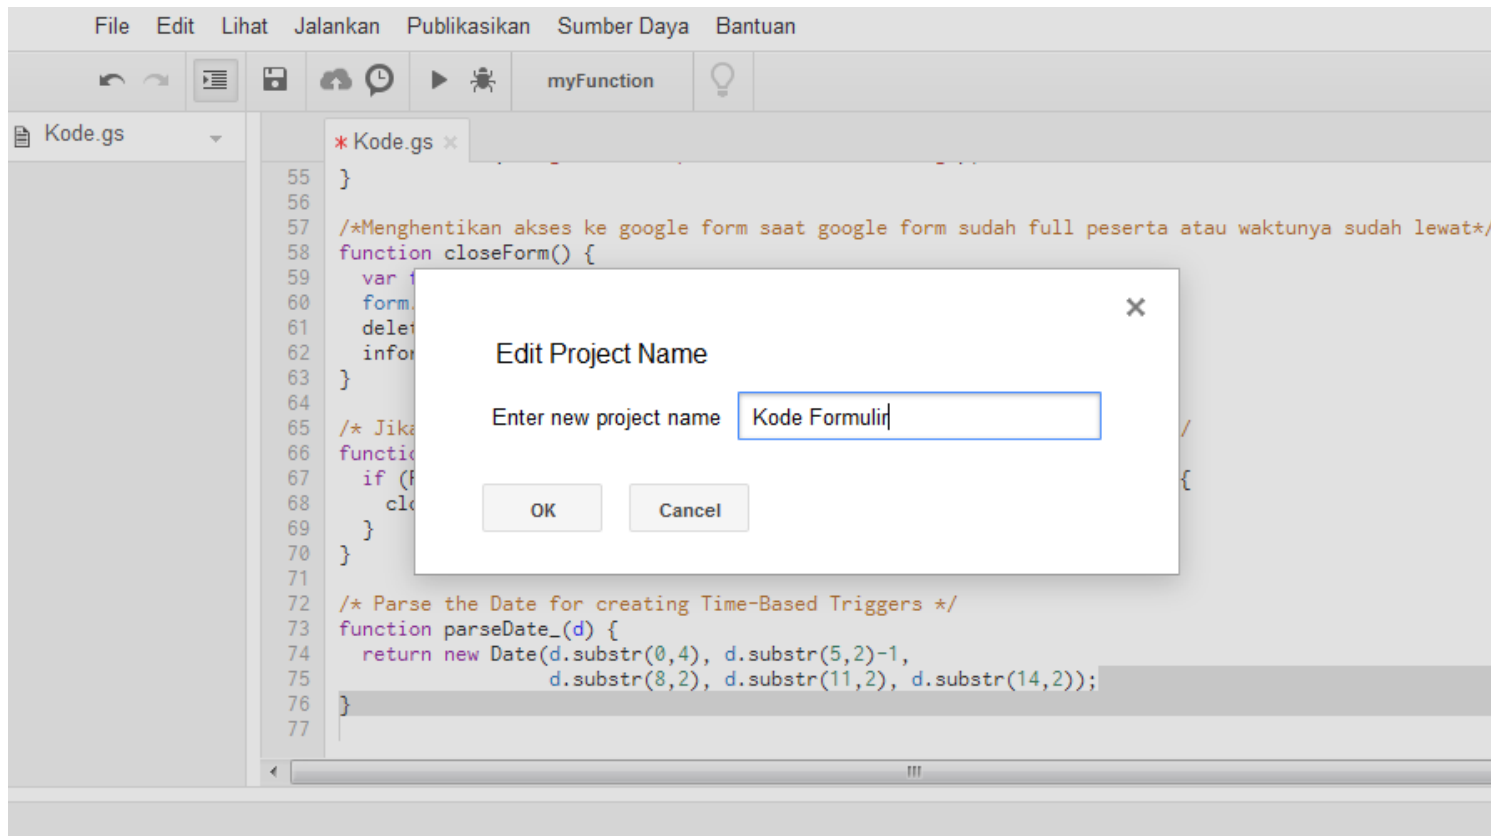 File Edit Lihat Jalankan Publikasikan Sumber Daya Bantuan
myFunction
Kode.gs
* Kode.gs ×
55 }
56
57 /*Menghentikan akses ke google form saat google form sudah full peserta atau waktunya sudah lewat*/
58 function closeForm() {
59 var
60 form.
61
62
63 }
64
65 /* Jika */
66
67 if ( {
68
69 }
70 }
71
72 /* Parse the Date for creating Time-Based Triggers */
73 function parseDate_(d) {
74 return new Date(d.substr(0,4), d.substr(5,2)-1,
75 d.substr(8,2), d.substr(11,2), d.substr(14,2));
76 }
77
Edit Project Name
Enter new project name Kode Formulir
OK Cancel